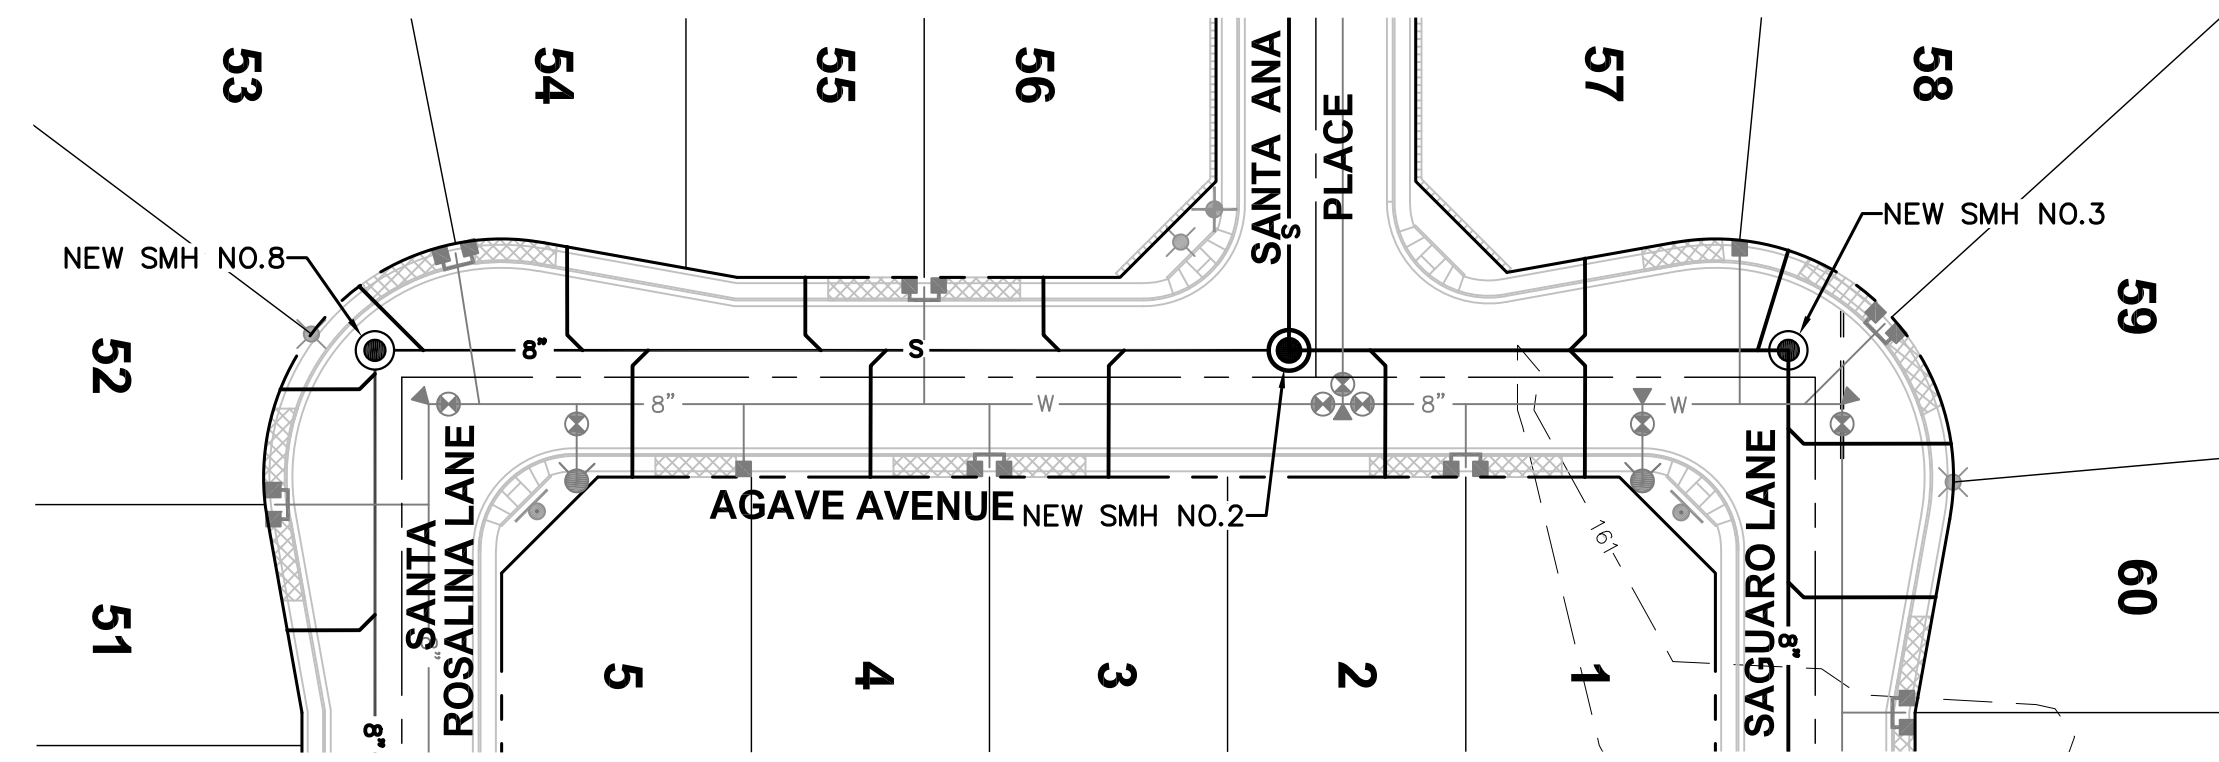 53
54
55
56
57
58
SANTA ANA
PLACE
S
NEW SMH NO.3
NEW SMH NO.8
59
52
8"
S
8"
W
8"
W
AGAVE AVENUE
NEW SMH NO.2
SANTA
ROSALINA LANE
8"
8"
SAGUARO LANE
8"
161
60
51
5
4
3
2
1